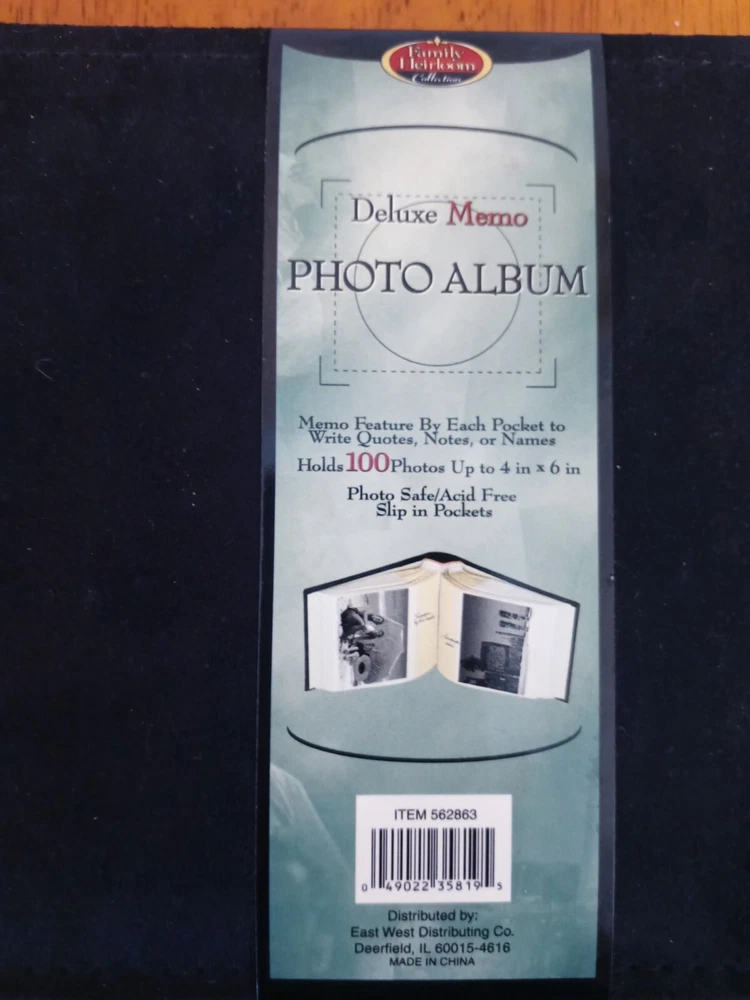 Family
Heirloom
Collection
Deluxe Memo
PHOTO ALBUM
Memo Feature By Each Pocket to
Write Quotes, Notes, or Names
Holds 100 Photos Up to 4 in x 6 in
Photo Safe/Acid Free
Slip in Pockets
ITEM 562863
0 49022 35819 5
Distributed by:
East West Distributing Co.
Deerfield, IL 60015-4616
MADE IN CHINA